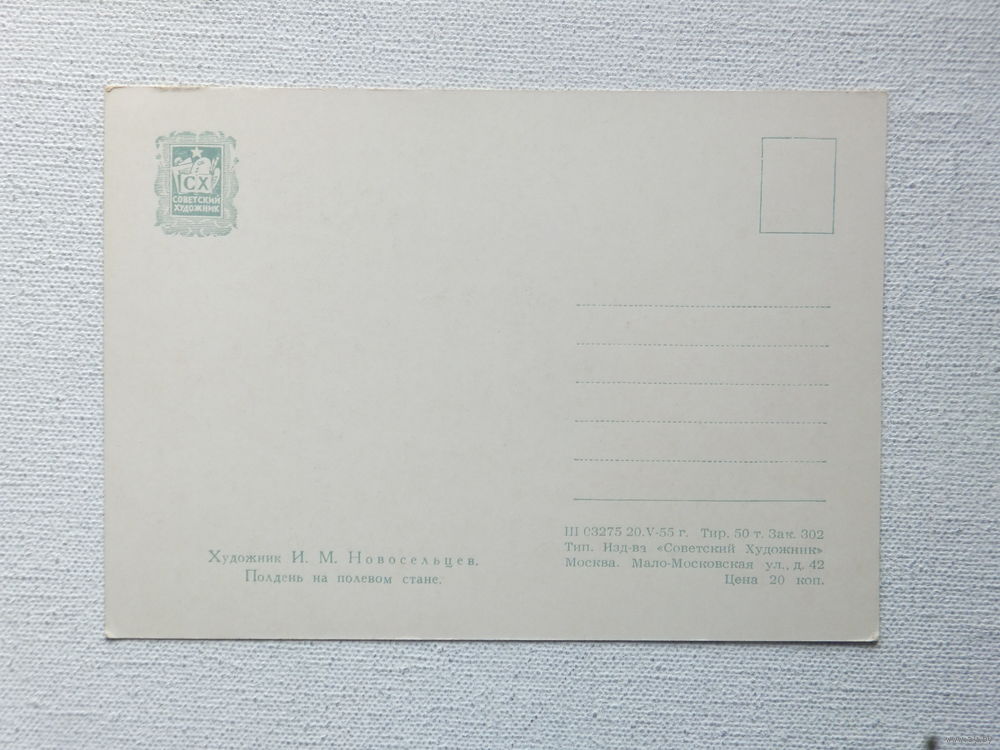 СХ
СОВЕТСКИЙ
ХУДОЖНИК
Художник И. М. Новосельцев.
Полдень на полевом стане.
Ш 03275 20.V-55 г. Тир. 50 т. Зак. 302
Тип. Изд-ва «Советский Художник»
Москва. Мало-Московская ул., д. 42
Цена 20 коп.